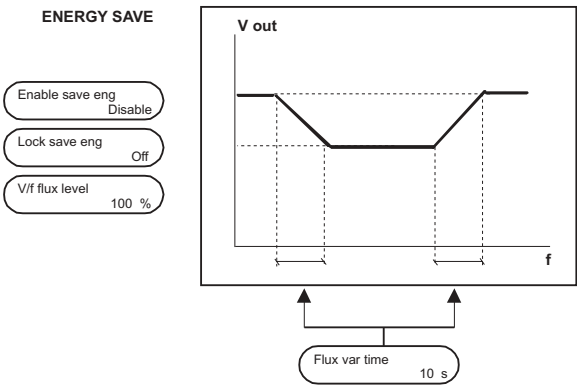 ENERGY SAVE
V out
Enable save eng
Disable
Lock save eng
Off
V/f flux level
100 %
f
Flux var time
10 s